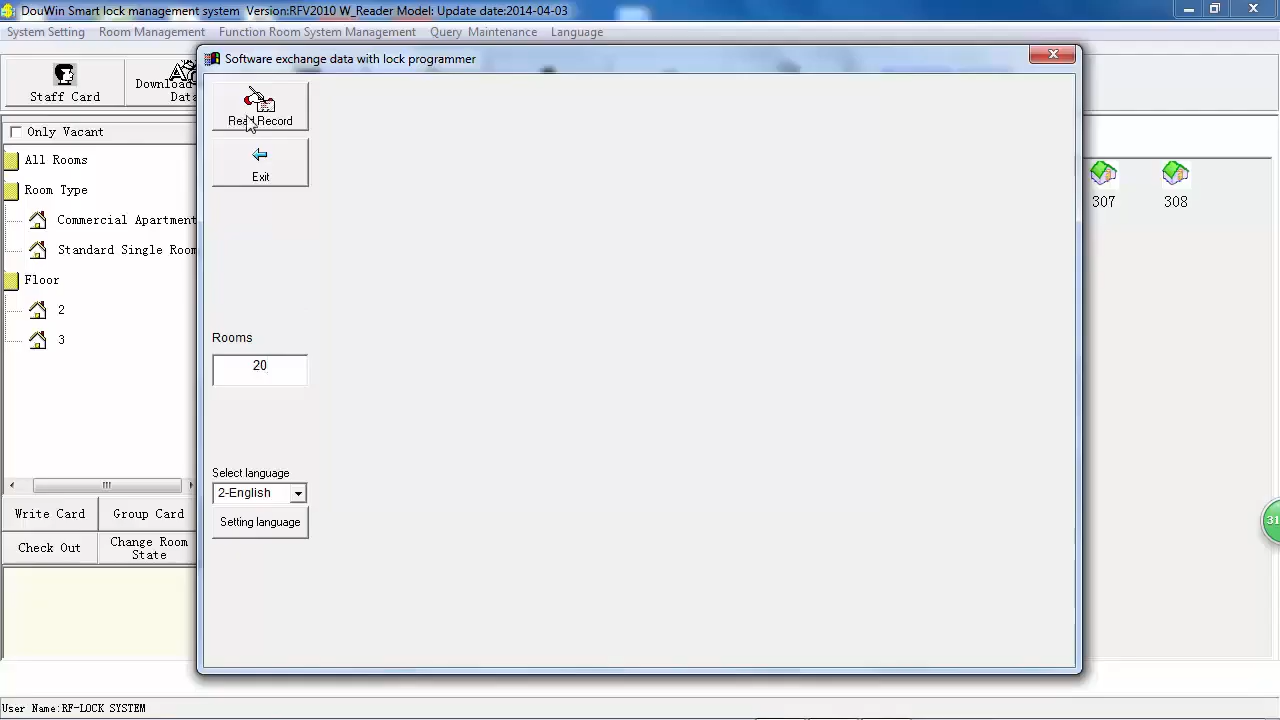 DouWin Smart lock management system Version:RFV2010 W_Reader Model: Update date:2014-04-03
System Setting Room Management Function Room System Management Query Maintenance Language
Software exchange data with lock programmer
Staff Card
Download
Data
Read Record
Exit
Only Vacant
All Rooms
Room Type
Commercial Apartment
Standard Single Room
Floor
2
3
307 308
Rooms
20
Select language
2-English
Setting language
Write Card Group Card
Check Out Change Room State
31
User Name:RF-LOCK SYSTEM